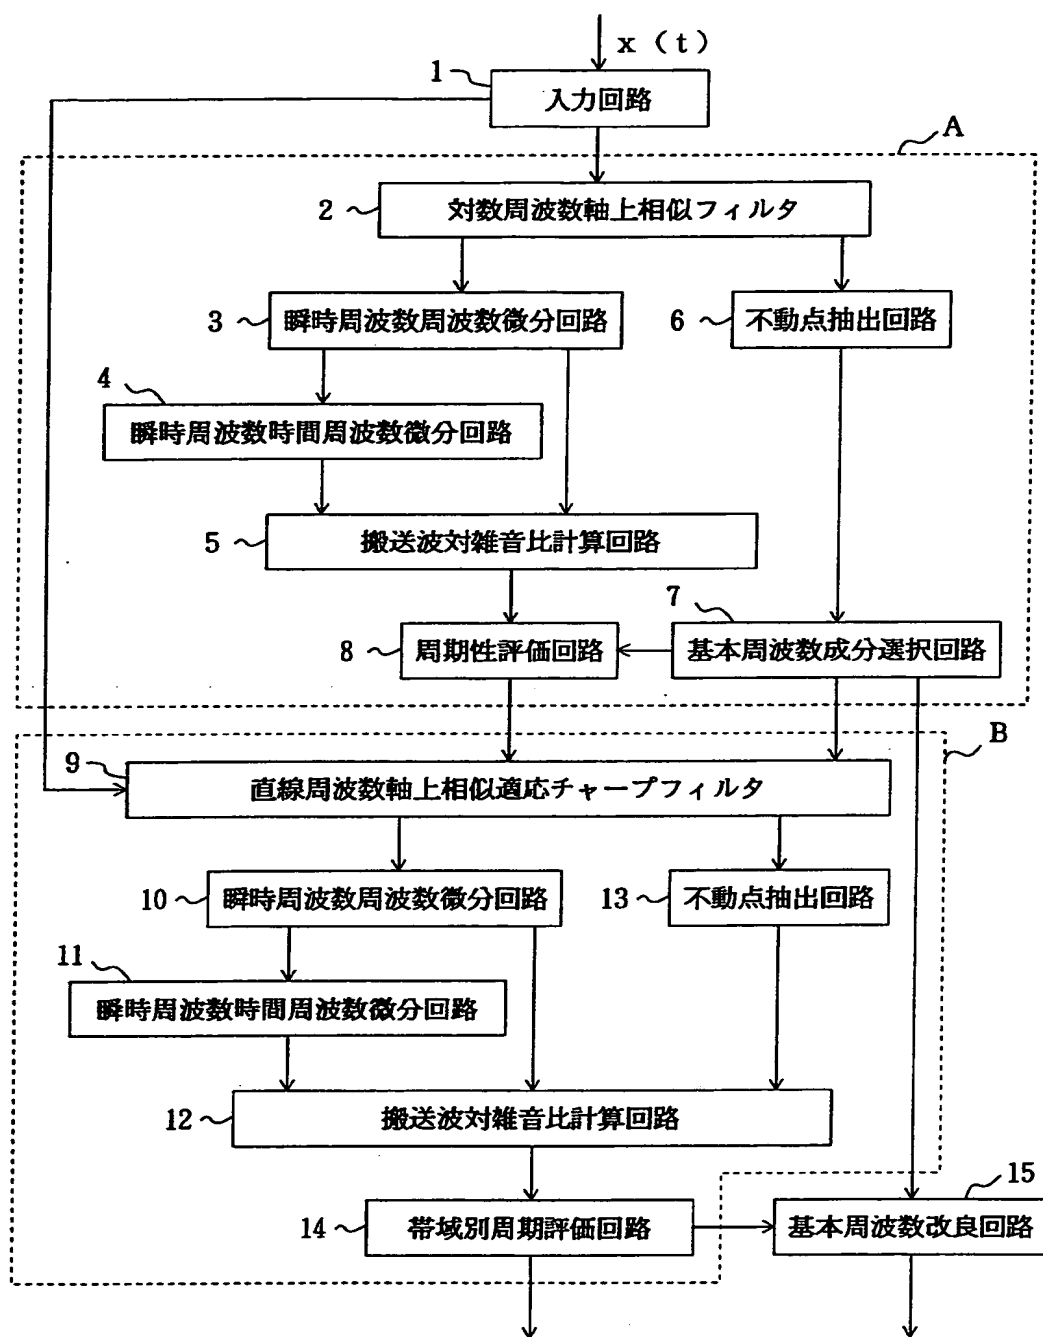 x(t)
1
入力回路
A
2
対数周波数軸上相似フィルタ
3
瞬時周波数周波数微分回路
6
不動点抽出回路
4
瞬時周波数時間周波数微分回路
5
搬送波対雑音比計算回路
7
8
周期性評価回路
基本周波数成分選択回路
B
9
直線周波数軸上相似適応チャープフィルタ
10
瞬時周波数周波数微分回路
13
不動点抽出回路
11
瞬時周波数時間周波数微分回路
12
搬送波対雑音比計算回路
15
14
帯域別周期評価回路
基本周波数改良回路